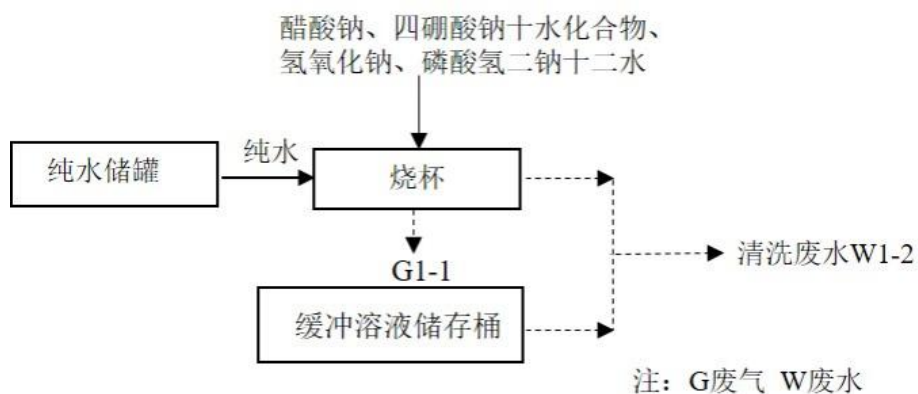 醋酸钠、四硼酸钠十水化合物、
氢氧化钠、磷酸氢二钠十二水
纯水储罐
纯水
烧杯
清洗废水W1-2
G1-1
缓冲溶液储存桶
注：G废气 W废水